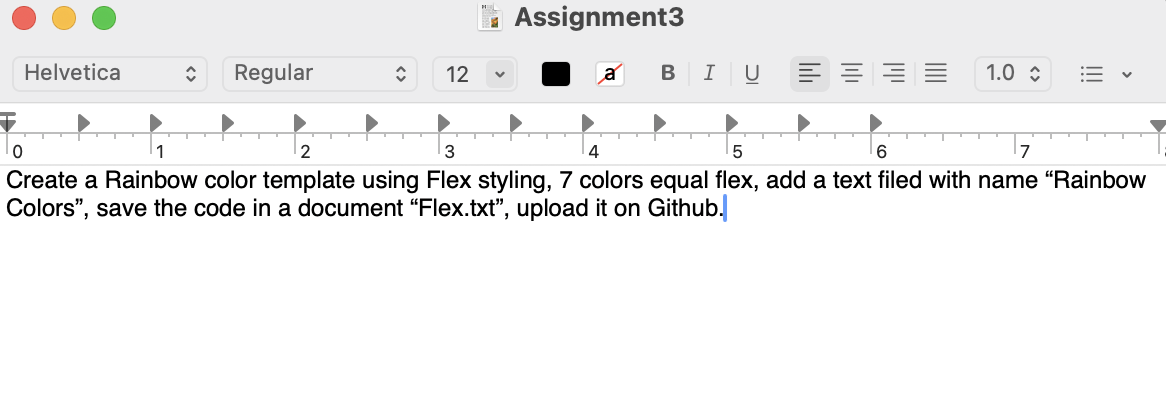 Assignment3
Helvetica Regular 12 a B I U 1.0
0 1 2 3 4 5 6 7
Create a Rainbow color template using Flex styling, 7 colors equal flex, add a text filed with name “Rainbow
Colors”, save the code in a document “Flex.txt”, upload it on Github.